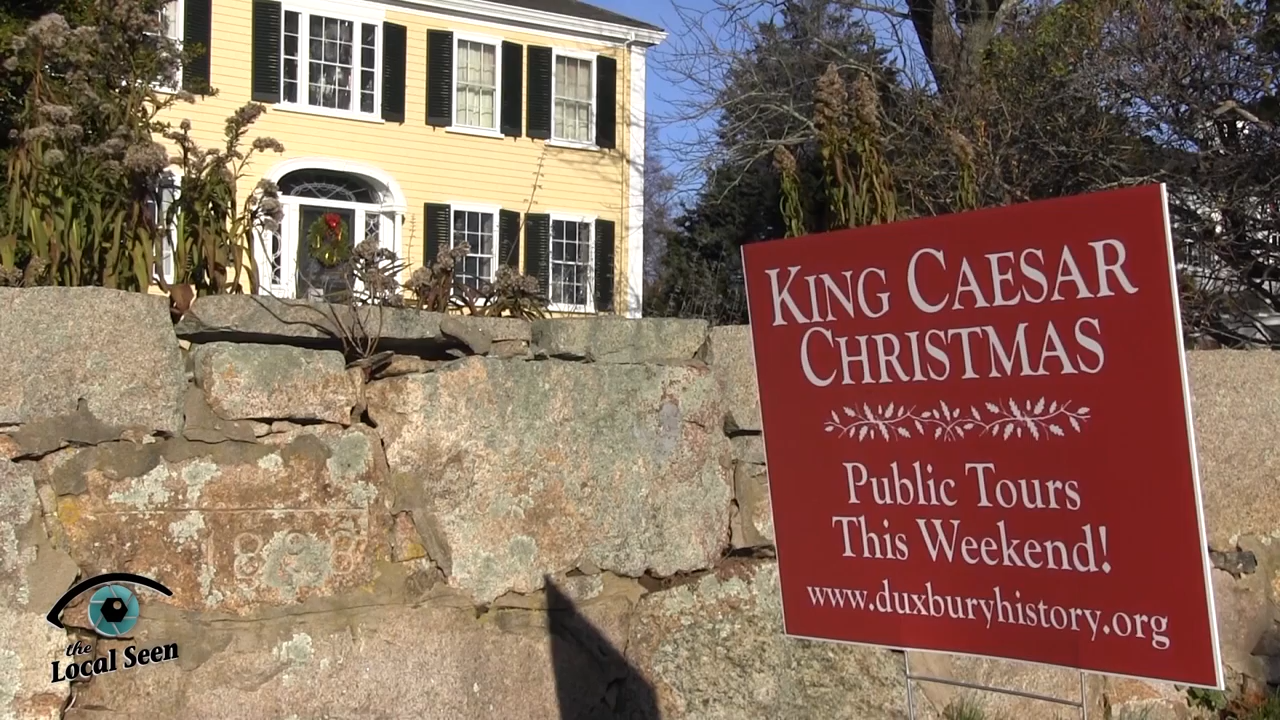 KING CAESAR
CHRISTMAS
Public Tours
This Weekend!
www.duxburyhistory.org
the
Local Seen